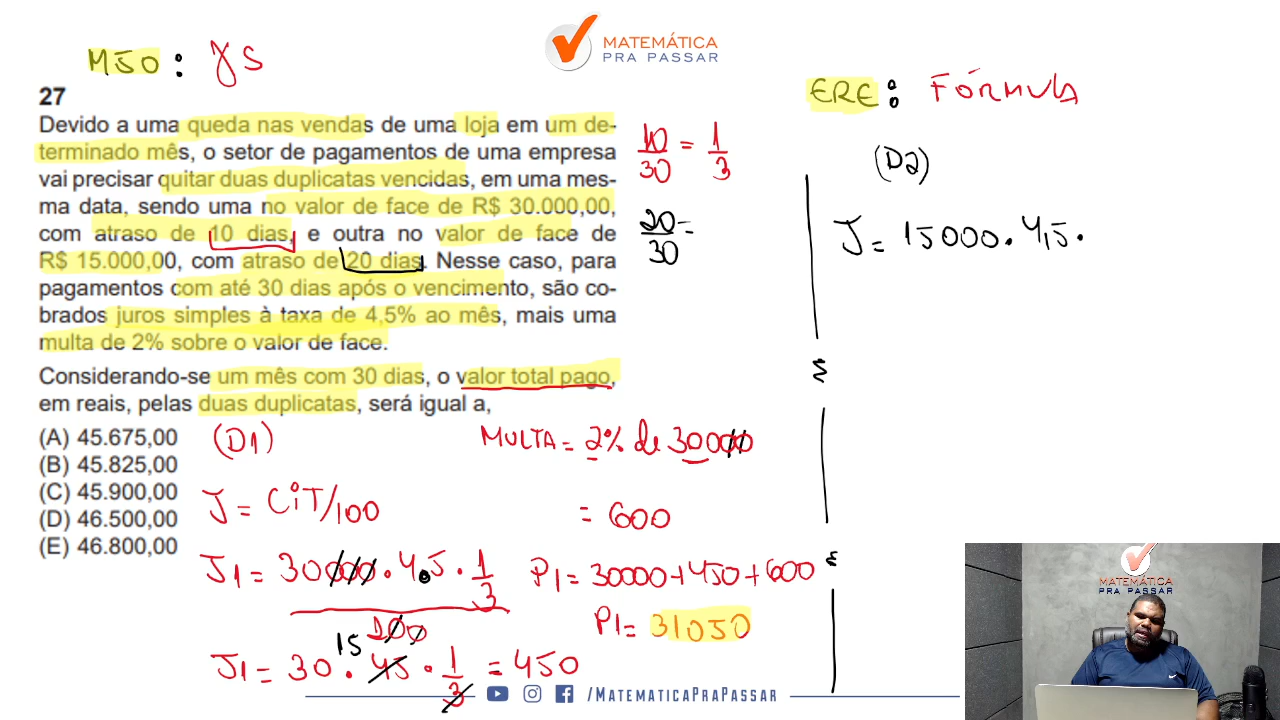 M50: JS
MATEMÁTICA
PRA PASSAR
27
Devido a uma queda nas vendas de uma loja em um de-
terminado mês, o setor de pagamentos de uma empresa
vai precisar quitar duas duplicatas vencidas, em uma mes-
ma data, sendo uma no valor de face de R$ 30.000,00,
com atraso de 10 dias, e outra no valor de face de
R$ 15.000,00, com atraso de 20 dias. Nesse caso, para
pagamentos com até 30 dias após o vencimento, são co-
brados juros simples à taxa de 4,5% ao mês, mais uma
multa de 2% sobre o valor de face.
Considerando-se um mês com 30 dias, o valor total pago,
em reais, pelas duas duplicatas, será igual a,
(A) 45.675,00
(B) 45.825,00
(C) 45.900,00
(D) 46.500,00
(E) 46.800,00
10/30 = 1/3
20/30 =
(D1)
J = CiT/100
J1 = 30000 . 4,5 . 1/3
100
15
J1 = 30 . 45 . 1/3 = 450
MULTA = 2% de 30000
= 600
P1 = 30000 + 450 + 600
P1 = 31050
ERE: FÓRMULA
(D2)
J = 15000 . 4,5 .
MATEMÁTICA
PRA PASSAR
/MATEMATICAPRAPASSAR